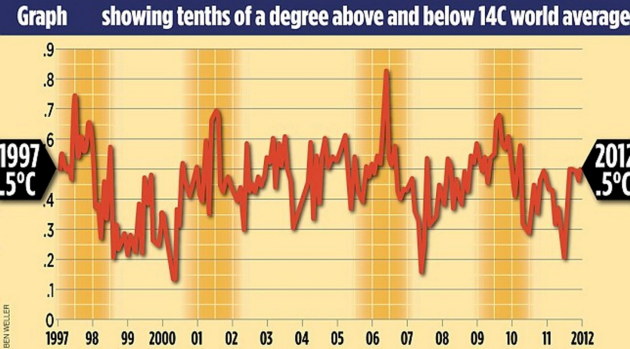 Graph showing tenths of a degree above and below 14C world average
.9
.8
.7
.6
1997
.5ºC
2012
.5ºC
.4
.3
.2
.1
0
1997 98 99 2000 01 02 03 04 05 06 07 08 09 10 11 2012
BEN WELLER